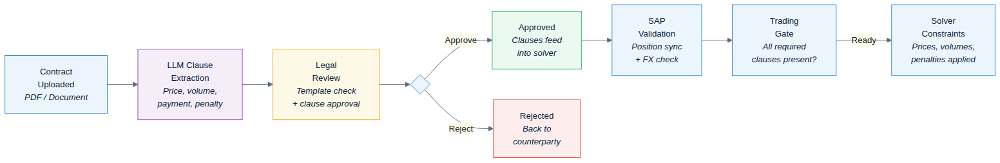 Contract
Uploaded
PDF / Document
LLM Clause
Extraction
Price, volume,
payment, penalty
Legal
Review
Template check
+ clause approval
Approve
Reject
Approved
Clauses feed
into solver
Rejected
Back to
counterparty
SAP
Validation
Position sync
+ FX check
Trading
Gate
All required
clauses present?
Ready
Solver
Constraints
Prices, volumes,
penalties applied